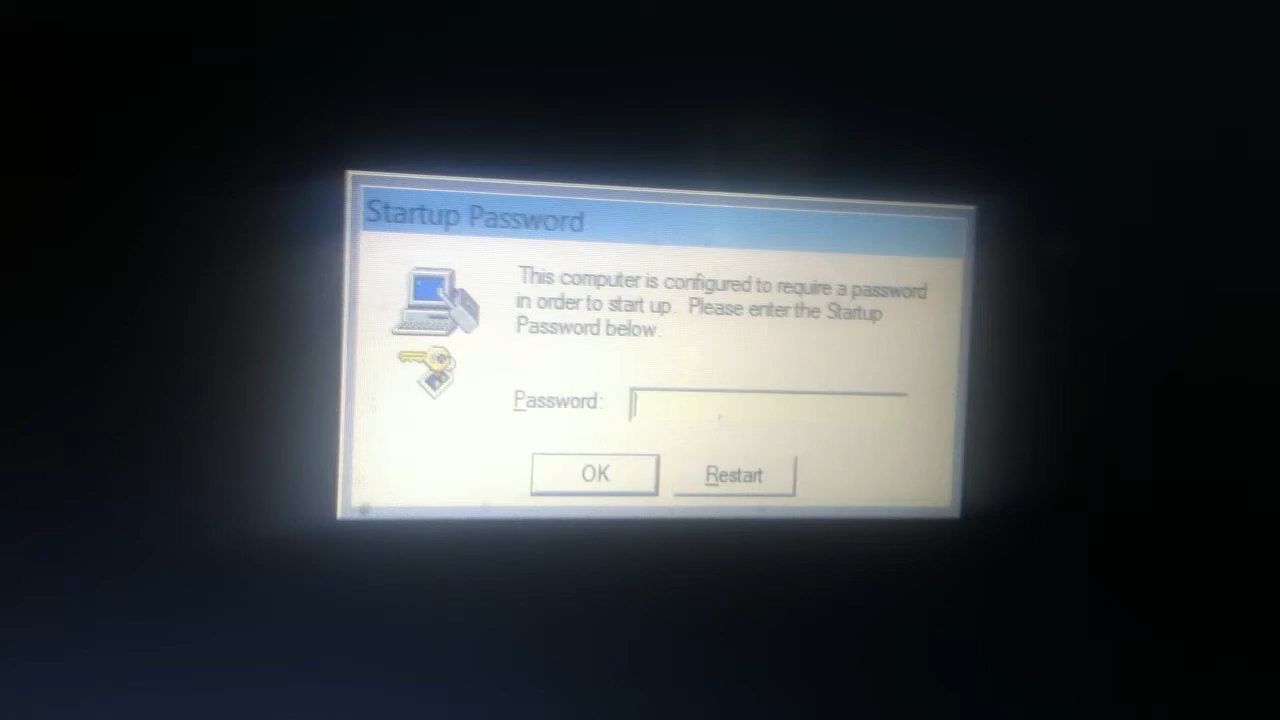 Startup Password
This computer is configured to require a password
in order to start up. Please enter the Startup
Password below.
Password:
OK Restart